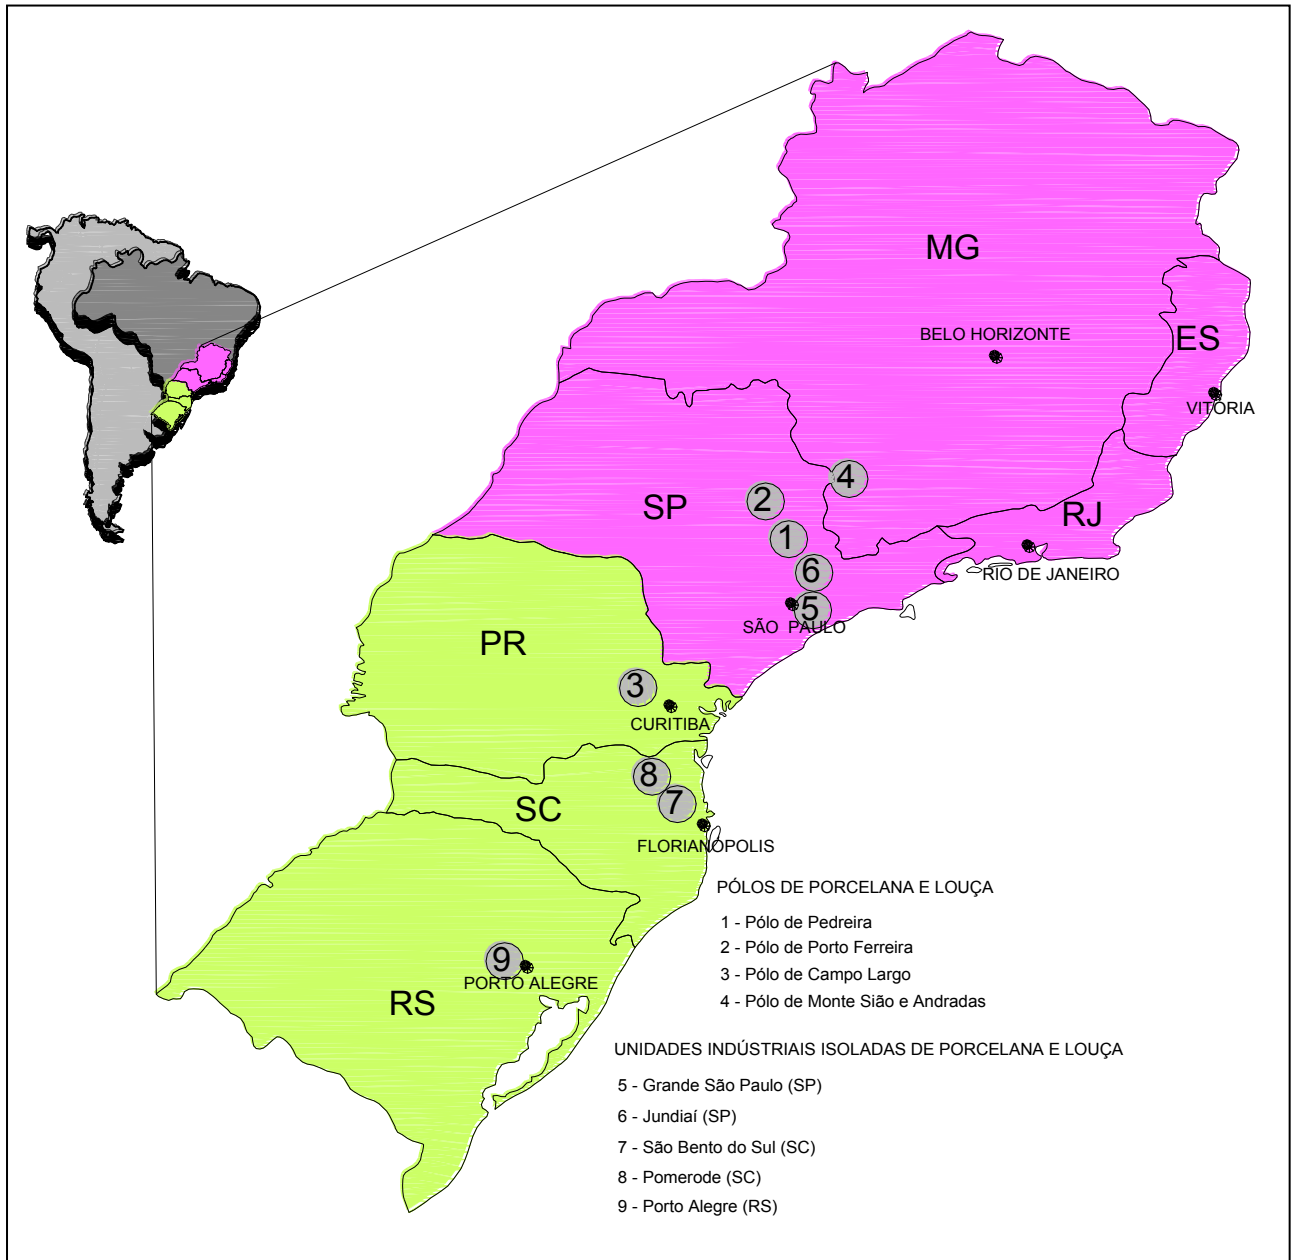 MG
BELO HORIZONTE
ES
VITÓRIA
4
2
SP
1
RJ
6
RIO DE JANEIRO
5
SÃO PAULO
PR
3
CURITIBA
8
7
SC
FLORIANÓPOLIS
9
PORTO ALEGRE
RS
PÓLOS DE PORCELANA E LOUÇA
1 - Pólo de Pedreira
2 - Pólo de Porto Ferreira
3 - Pólo de Campo Largo
4 - Pólo de Monte Sião e Andradas
UNIDADES INDÚSTRIAIS ISOLADAS DE PORCELANA E LOUÇA
5 - Grande São Paulo (SP)
6 - Jundiaí (SP)
7 - São Bento do Sul (SC)
8 - Pomerode (SC)
9 - Porto Alegre (RS)